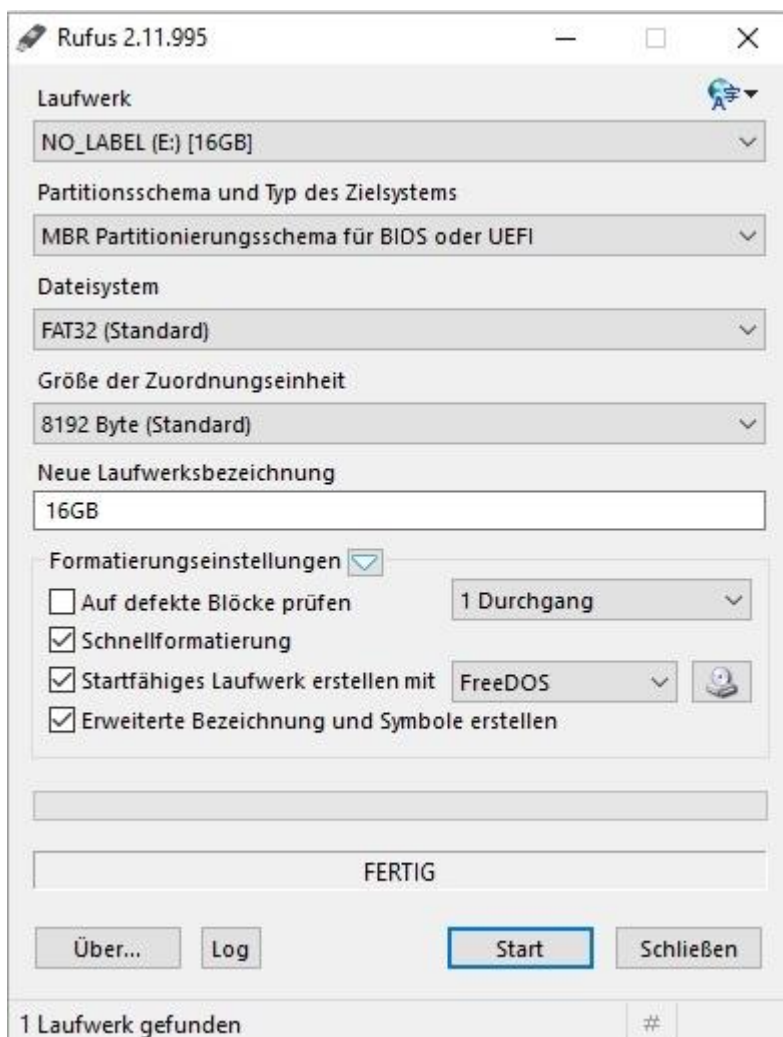 Rufus 2.11.995
Laufwerk
NO_LABEL (E:) [16GB]
Partitionsschema und Typ des Zielsystems
MBR Partitionierungsschema für BIOS oder UEFI
Dateisystem
FAT32 (Standard)
Größe der Zuordnungseinheit
8192 Byte (Standard)
Neue Laufwerksbezeichnung
16GB
Formatierungseinstellungen
Auf defekte Blöcke prüfen 1 Durchgang
Schnellformatierung
Startfähiges Laufwerk erstellen mit FreeDOS
Erweiterte Bezeichnung und Symbole erstellen
FERTIG
Über... Log Start Schließen
1 Laufwerk gefunden #